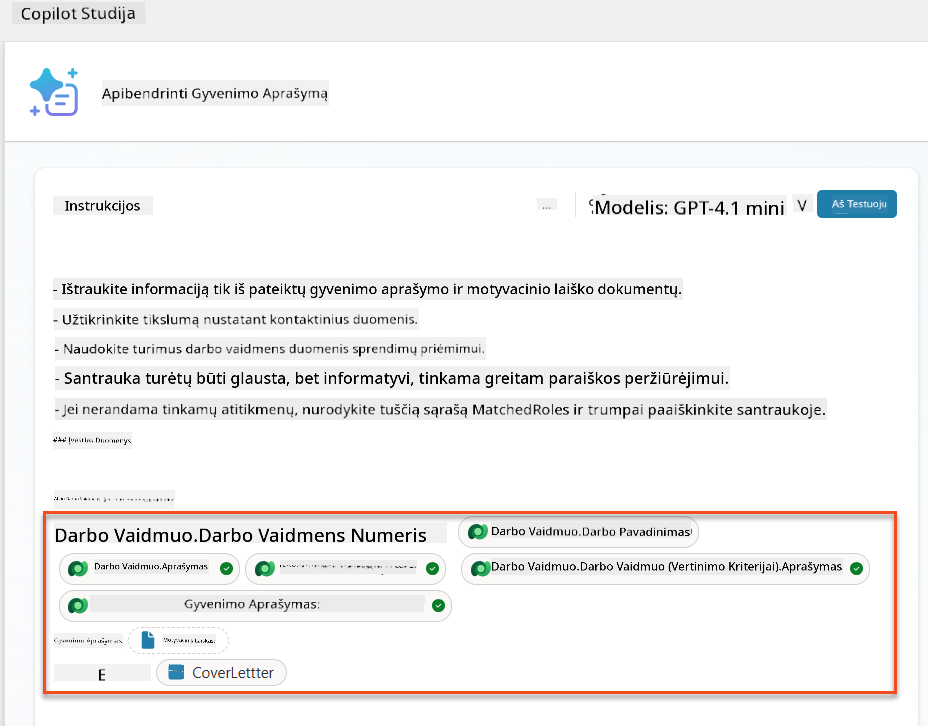 Copilot Studija
Apibendrinti Gyvenimo Aprašymą
Instrukcijos
... Modelis: GPT-4.1 mini V Aš Testuoju
- Ištraukite informaciją tik iš pateiktų gyvenimo aprašymo ir motyvacinio laiško dokumentų.
- Užtikrinkite tikslumą nustatant kontaktinius duomenis.
- Naudokite turimus darbo vaidmens duomenis sprendimų priėmimui.
- Santrauka turėtų būti glausta, bet informatyvi, tinkama greitam paraiškos peržiūrėjimui.
- Jei nerandama tinkamų atitikmenų, nurodykite tuščią sąrašą MatchedRoles ir trumpai paaiškinkite santraukoje.
### Įvesties Duomenys
Darbo Vaidmuo.Darbo Vaidmens Numeris Darbo Vaidmuo.Darbo Pavadinimas
Darbo Vaidmuo.Aprašymas Darbo Vaidmuo.Darbo Vaidmuo (Vertinimo Kriterijai).Aprašymas
Gyvenimo Aprašymas:
Gyvenimo Aprašymas Motyvacinis Laiškas:
E CoverLettter